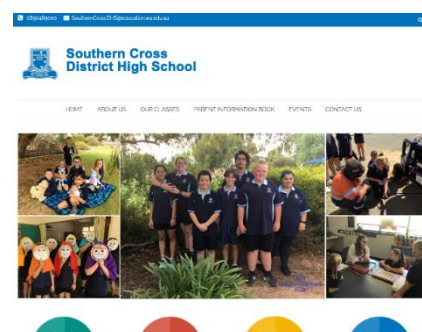 Southern Cross
District High School
HOME ABOUT US OUR CLASSES PARENT INFORMATION BOOK EVENTS CONTACT US